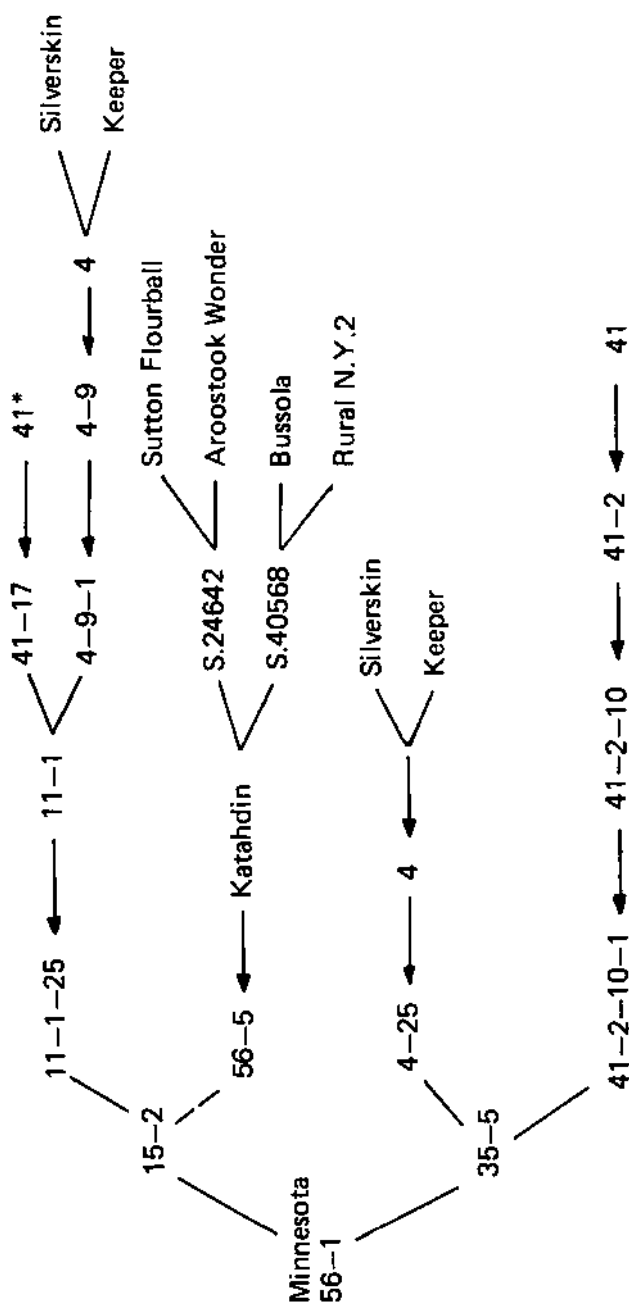 Minnesota
56–1
15–2
35–5
11–1–25
56–5
4–25
41–2–10–1
11–1
Katahdin
4
41–2–10
41–17
4–9–1
S.24642
S.40568
Silverskin
Keeper
41–2
41*
4–9
Sutton Flourball
Aroostook Wonder
Bussola
Rural N.Y.2
41
4
Silverskin
Keeper